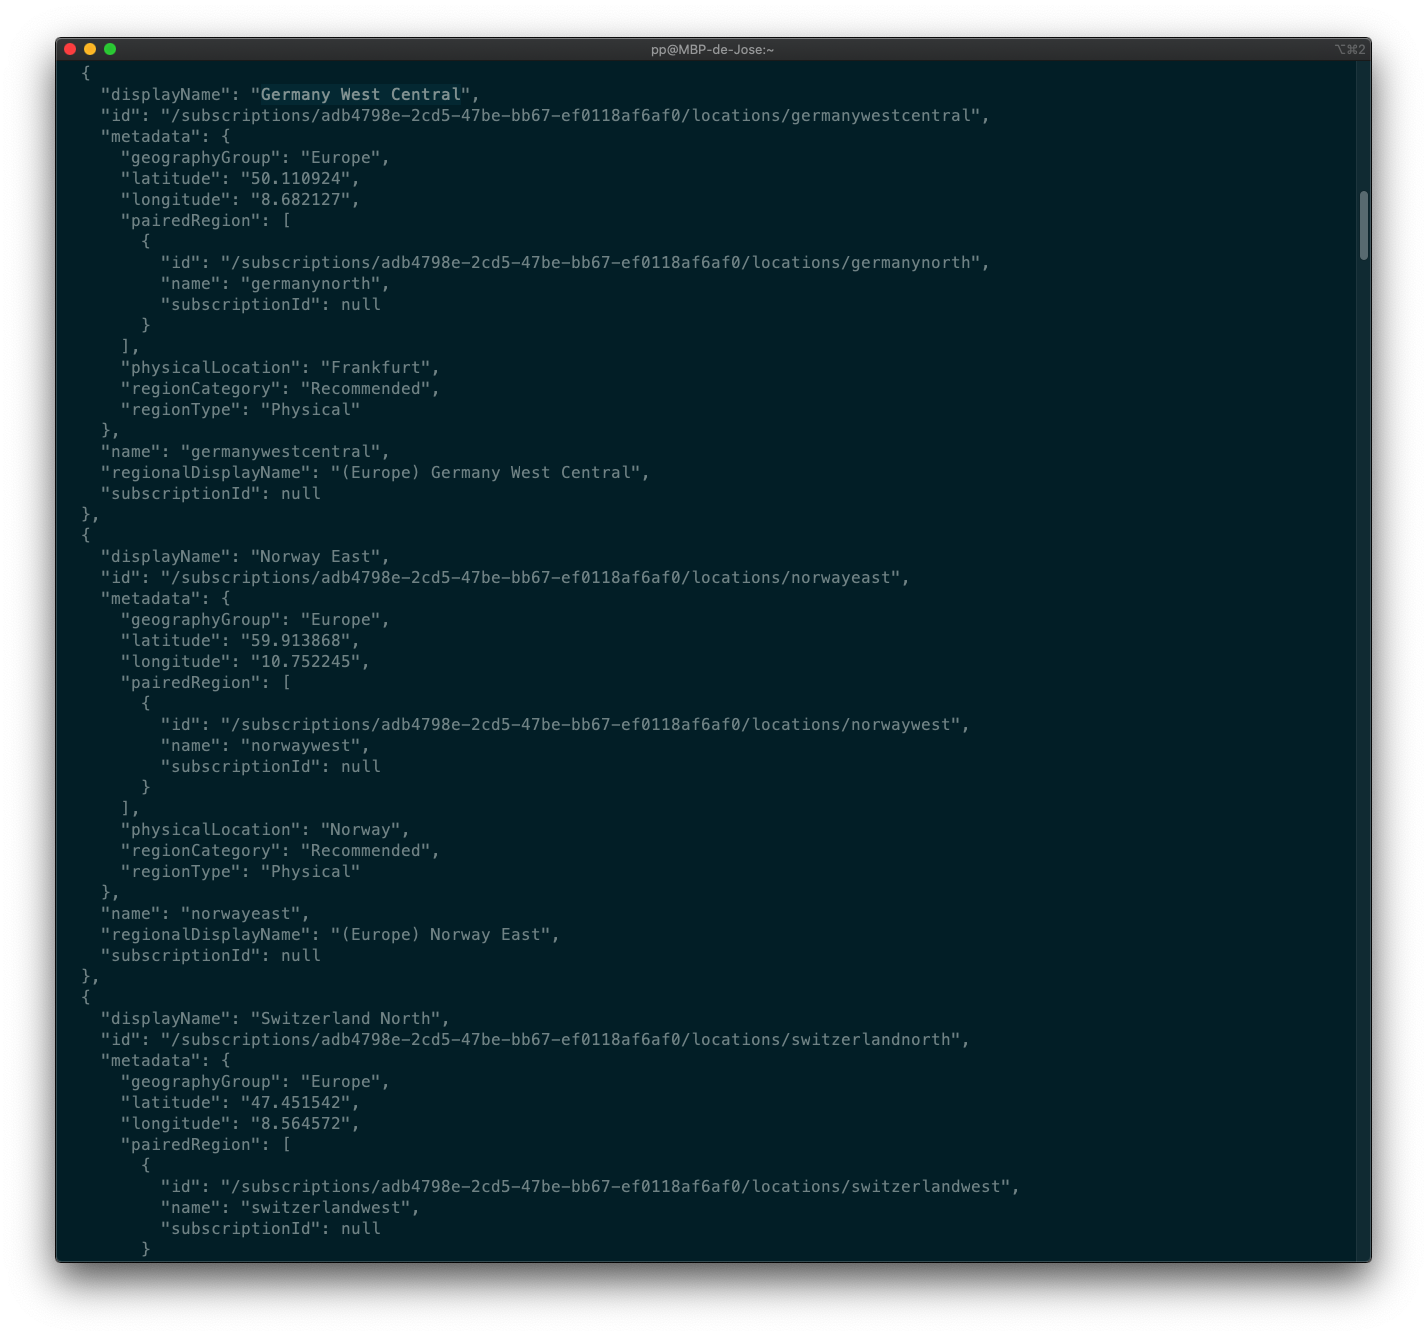 pp@MBP-de-Jose:~
⌥⌘2
{
"displayName": "Germany West Central",
"id": "/subscriptions/adb4798e-2cd5-47be-bb67-ef0118af6af0/locations/germanywestcentral",
"metadata": {
"geographyGroup": "Europe",
"latitude": "50.110924",
"longitude": "8.682127",
"pairedRegion": [
{
"id": "/subscriptions/adb4798e-2cd5-47be-bb67-ef0118af6af0/locations/germanynorth",
"name": "germanynorth",
"subscriptionId": null
}
],
"physicalLocation": "Frankfurt",
"regionCategory": "Recommended",
"regionType": "Physical"
},
"name": "germanywestcentral",
"regionalDisplayName": "(Europe) Germany West Central",
"subscriptionId": null
},
{
"displayName": "Norway East",
"id": "/subscriptions/adb4798e-2cd5-47be-bb67-ef0118af6af0/locations/norwayeast",
"metadata": {
"geographyGroup": "Europe",
"latitude": "59.913868",
"longitude": "10.752245",
"pairedRegion": [
{
"id": "/subscriptions/adb4798e-2cd5-47be-bb67-ef0118af6af0/locations/norwaywest",
"name": "norwaywest",
"subscriptionId": null
}
],
"physicalLocation": "Norway",
"regionCategory": "Recommended",
"regionType": "Physical"
},
"name": "norwayeast",
"regionalDisplayName": "(Europe) Norway East",
"subscriptionId": null
},
{
"displayName": "Switzerland North",
"id": "/subscriptions/adb4798e-2cd5-47be-bb67-ef0118af6af0/locations/switzerlandnorth",
"metadata": {
"geographyGroup": "Europe",
"latitude": "47.451542",
"longitude": "8.564572",
"pairedRegion": [
{
"id": "/subscriptions/adb4798e-2cd5-47be-bb67-ef0118af6af0/locations/switzerlandwest",
"name": "switzerlandwest",
"subscriptionId": null
}